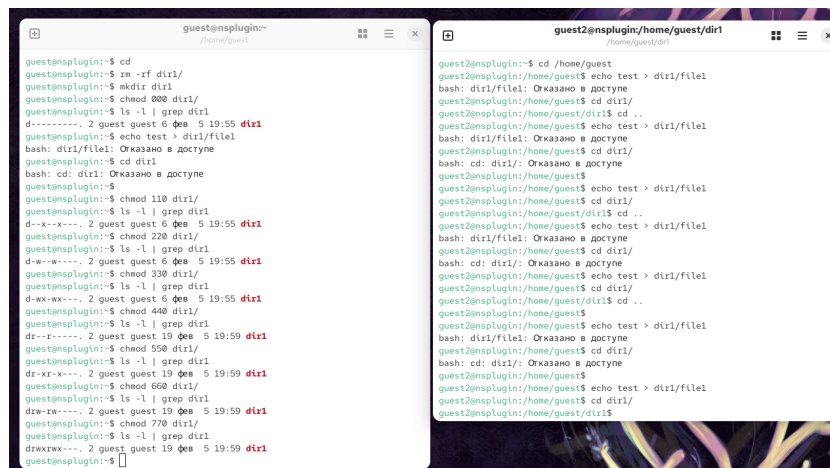 guest@nsplugin:~
/home/guest
guest@nsplugin:~$ cd
guest@nsplugin:~$ rm -rf dir1/
guest@nsplugin:~$ mkdir dir1
guest@nsplugin:~$ chmod 000 dir1/
guest@nsplugin:~$ ls -l | grep dir1
d---------. 2 guest guest 6 фев  5 19:55 dir1
guest@nsplugin:~$ echo test > dir1/file1
bash: dir1/file1: Отказано в доступе
guest@nsplugin:~$ cd dir1
bash: cd: dir1: Отказано в доступе
guest@nsplugin:~$
guest@nsplugin:~$ chmod 110 dir1/
guest@nsplugin:~$ ls -l | grep dir1
d--x--x---. 2 guest guest 6 фев  5 19:55 dir1
guest@nsplugin:~$ chmod 220 dir1/
guest@nsplugin:~$ ls -l | grep dir1
d-w--w----. 2 guest guest 6 фев  5 19:55 dir1
guest@nsplugin:~$ chmod 330 dir1/
guest@nsplugin:~$ ls -l | grep dir1
d-wx-wx---. 2 guest guest 6 фев  5 19:55 dir1
guest@nsplugin:~$ chmod 440 dir1/
guest@nsplugin:~$ ls -l | grep dir1
dr--r-----. 2 guest guest 19 фев  5 19:59 dir1
guest@nsplugin:~$ chmod 550 dir1/
guest@nsplugin:~$ ls -l | grep dir1
dr-xr-x---. 2 guest guest 19 фев  5 19:59 dir1
guest@nsplugin:~$ chmod 660 dir1/
guest@nsplugin:~$ ls -l | grep dir1
drw-rw----. 2 guest guest 19 фев  5 19:59 dir1
guest@nsplugin:~$ chmod 770 dir1/
guest@nsplugin:~$ ls -l | grep dir1
drwxrwx---. 2 guest guest 19 фев  5 19:59 dir1
guest@nsplugin:~$
guest2@nsplugin:/home/guest/dir1
/home/guest/dir1
guest2@nsplugin:~$ cd /home/guest
guest2@nsplugin:/home/guest$ echo test > dir1/file1
bash: dir1/file1: Отказано в доступе
guest2@nsplugin:/home/guest$ cd dir1/
guest2@nsplugin:/home/guest/dir1$ cd ..
guest2@nsplugin:/home/guest$ echo test > dir1/file1
bash: dir1/file1: Отказано в доступе
guest2@nsplugin:/home/guest$ cd dir1/
bash: cd: dir1/: Отказано в доступе
guest2@nsplugin:/home/guest$
guest2@nsplugin:/home/guest$ echo test > dir1/file1
guest2@nsplugin:/home/guest$ cd dir1/
guest2@nsplugin:/home/guest/dir1$ cd ..
guest2@nsplugin:/home/guest$ echo test > dir1/file1
bash: dir1/file1: Отказано в доступе
guest2@nsplugin:/home/guest$ cd dir1/
bash: cd: dir1/: Отказано в доступе
guest2@nsplugin:/home/guest$ echo test > dir1/file1
guest2@nsplugin:/home/guest$ cd dir1/
guest2@nsplugin:/home/guest/dir1$ cd ..
guest2@nsplugin:/home/guest$
guest2@nsplugin:/home/guest$ echo test > dir1/file1
bash: dir1/file1: Отказано в доступе
guest2@nsplugin:/home/guest$ cd dir1/
bash: cd: dir1/: Отказано в доступе
guest2@nsplugin:/home/guest$
guest2@nsplugin:/home/guest$ echo test > dir1/file1
guest2@nsplugin:/home/guest$ cd dir1/
guest2@nsplugin:/home/guest/dir1$